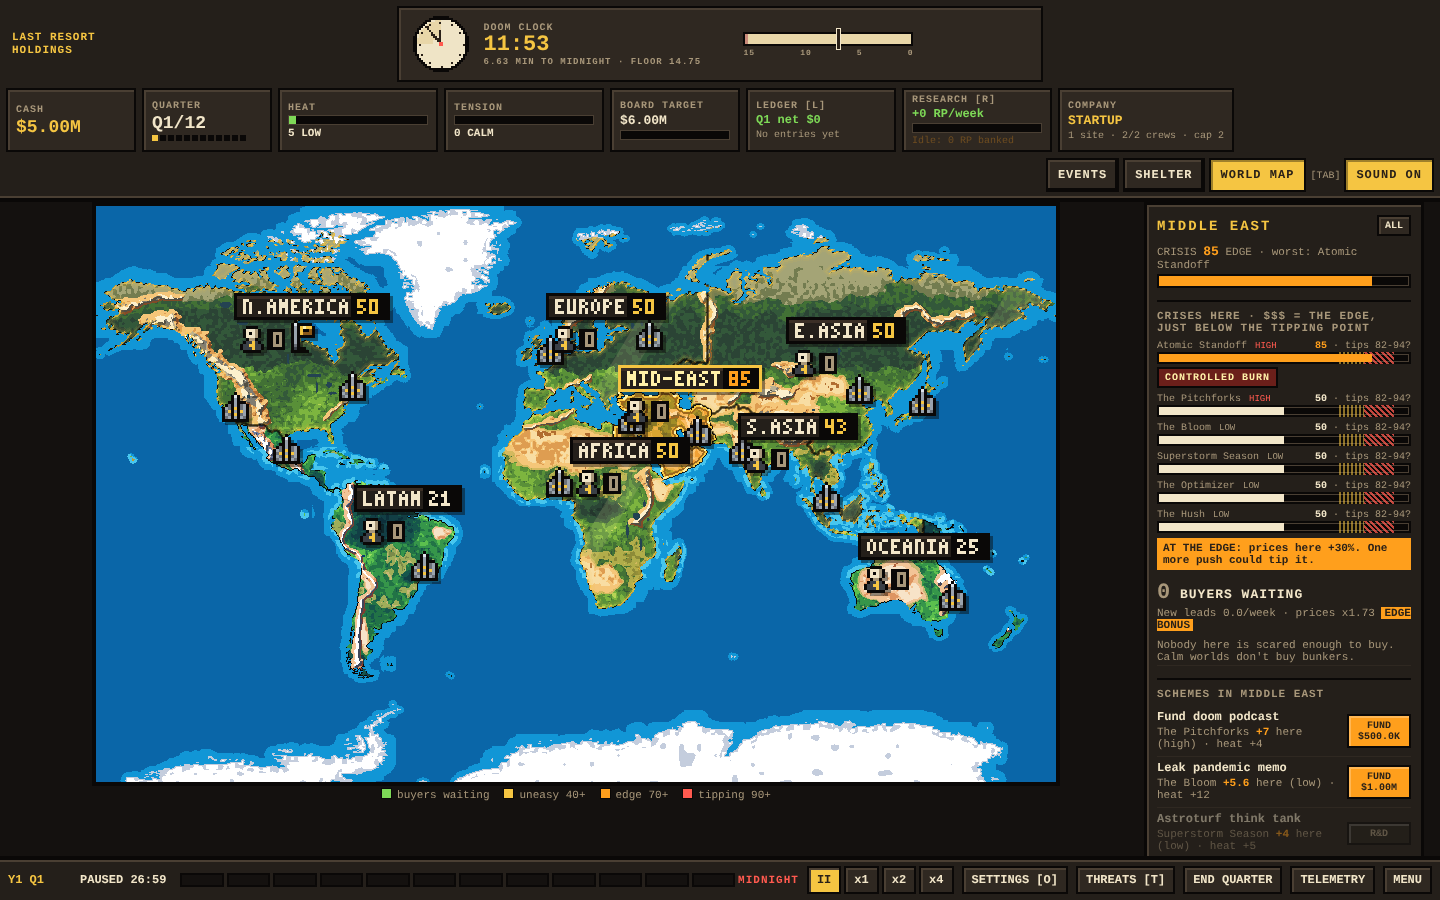 LAST RESORT
HOLDINGS
DOOM CLOCK
11:53
6.63 MIN TO MIDNIGHT · FLOOR 14.75
15 10 5 0
CASH
$5.00M
QUARTER
Q1/12
HEAT
5 LOW
TENSION
0 CALM
BOARD TARGET
$6.00M
LEDGER [L]
Q1 net $0
No entries yet
RESEARCH [R]
+0 RP/week
Idle: 0 RP banked
COMPANY
STARTUP
1 site · 2/2 crews · cap 2
EVENTS
SHELTER
WORLD MAP
[TAB]
SOUND ON
N.AMERICA 50
0
EUROPE 50
0
E.ASIA 50
0
MID-EAST 85
0
S.ASIA 43
0
AFRICA 50
0
LATAM 21
0
OCEANIA 25
0
buyers waiting
uneasy 40+
edge 70+
tipping 90+
MIDDLE EAST
ALL
CRISIS 85 EDGE · worst: Atomic
Standoff
CRISES HERE · $$$ = THE EDGE,
JUST BELOW THE TIPPING POINT
Atomic Standoff HIGH 85 · tips 82-94?
CONTROLLED BURN
The Pitchforks HIGH 50 · tips 82-94?
The Bloom LOW 50 · tips 82-94?
Superstorm Season LOW 50 · tips 82-94?
The Optimizer LOW 50 · tips 82-94?
The Hush LOW 50 · tips 82-94?
AT THE EDGE: prices here +30%. One
more push could tip it.
0 BUYERS WAITING
New leads 0.0/week · prices x1.73 EDGE
BONUS
Nobody here is scared enough to buy.
Calm worlds don't buy bunkers.
SCHEMES IN MIDDLE EAST
Fund doom podcast
The Pitchforks +7 here
(high) · heat +4
FUND
$500.0K
Leak pandemic memo
The Bloom +5.6 here (low) ·
heat +12
FUND
$1.00M
Astroturf think tank
Superstorm Season +4 here
(low) · heat +5
R&D
Y1 Q1
PAUSED 26:59
MIDNIGHT
II
x1
x2
x4
SETTINGS [O]
THREATS [T]
END QUARTER
TELEMETRY
MENU